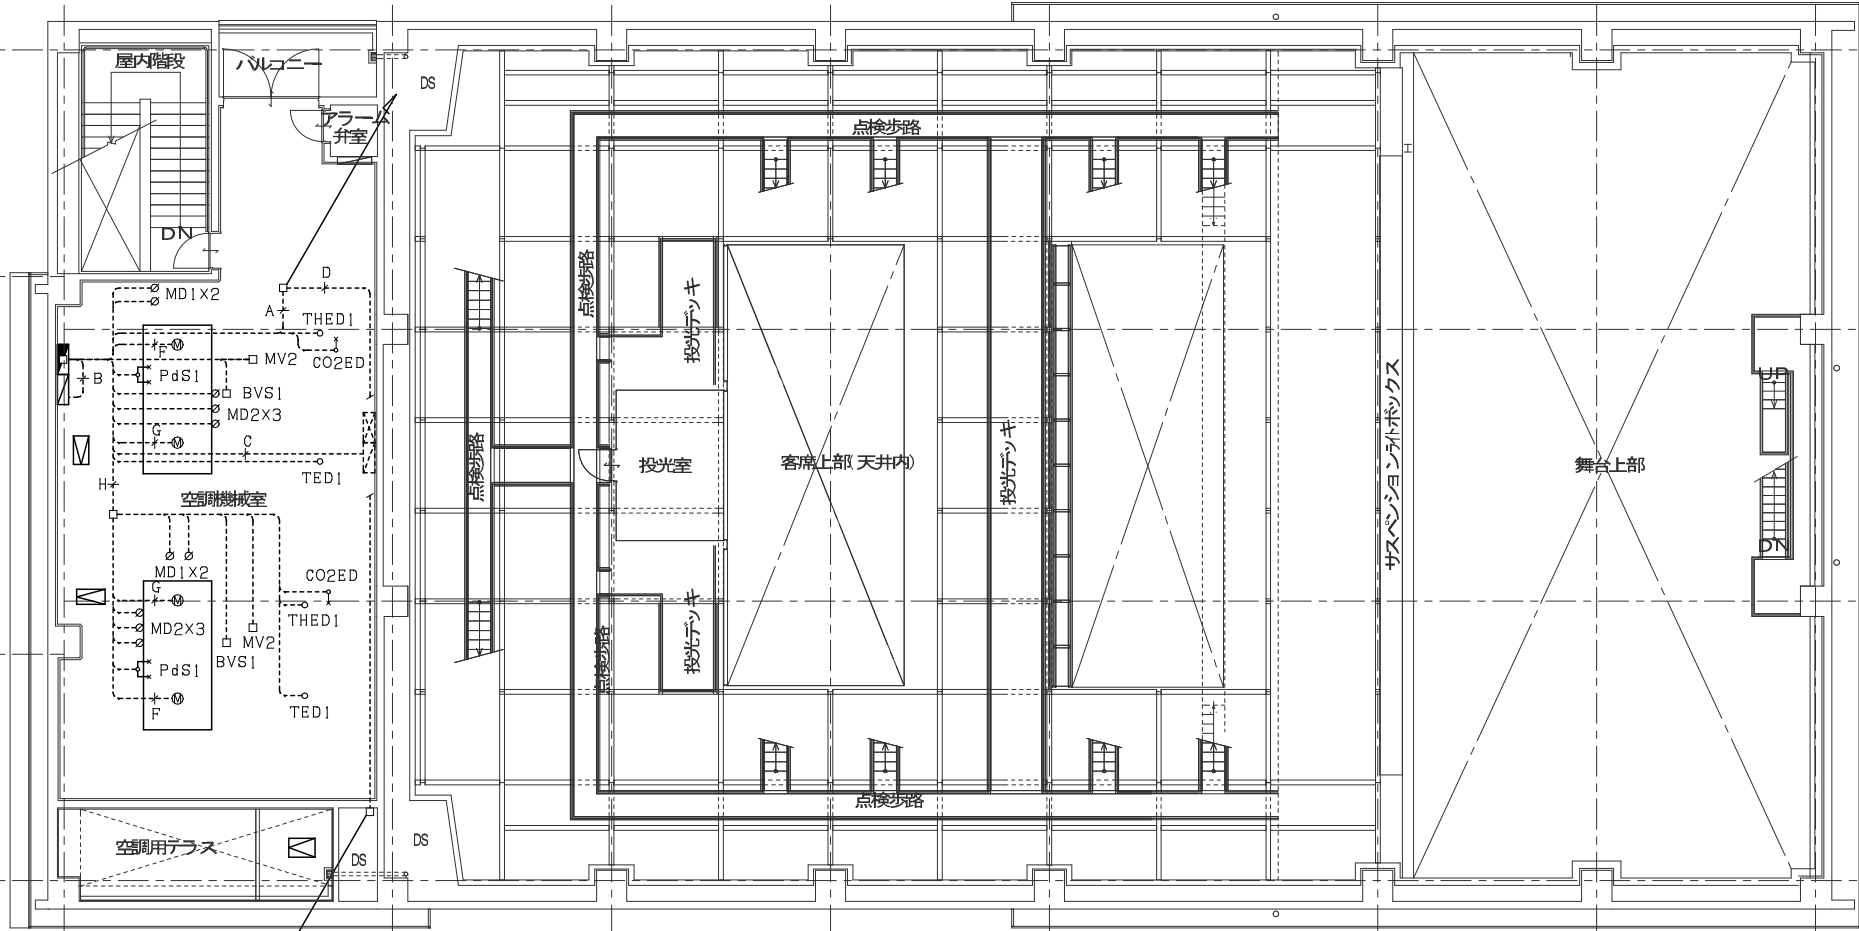 屋内階段
バルコニー
DS
アラーム
弁室
点検歩路
DN
D
MD1X2
A
THED1
F
M
MV2
CO2ED
B
PdS1
BVS1
MD2X3
G
M
C
TED1
H
空調機械室
点検歩路
投光デッキ
点検歩路
投光室
客席上部(天井内)
投光デッキ
サスペンションライトボックス
舞台上部
UP
DN
H
MD1X2
G
M
CO2ED
THED1
MD2X3
MV2
BVS1
PdS1
M
F
TED1
点検歩路
投光デッキ
点検歩路
空調用テラス
DS
DS